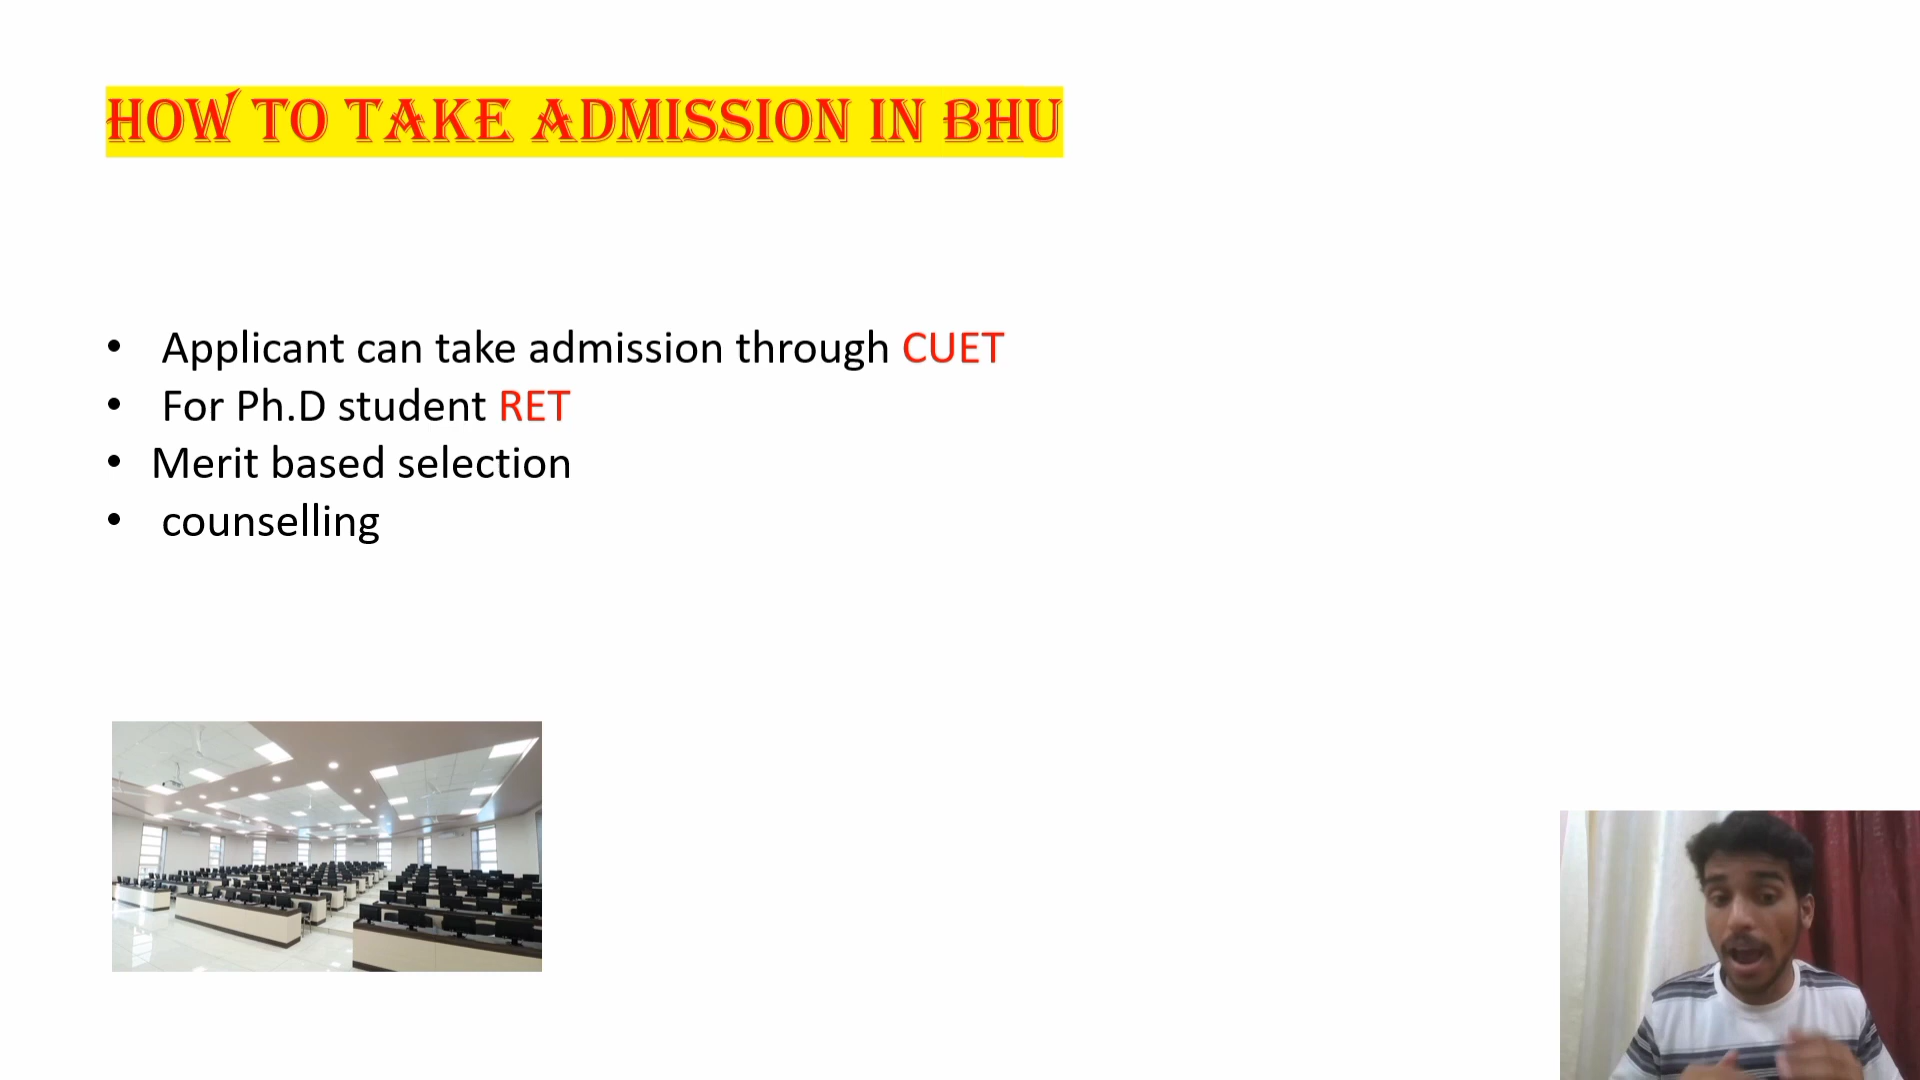 HOW TO TAKE ADMISSION IN BHU
• Applicant can take admission through CUET
• For Ph.D student RET
• Merit based selection
• counselling